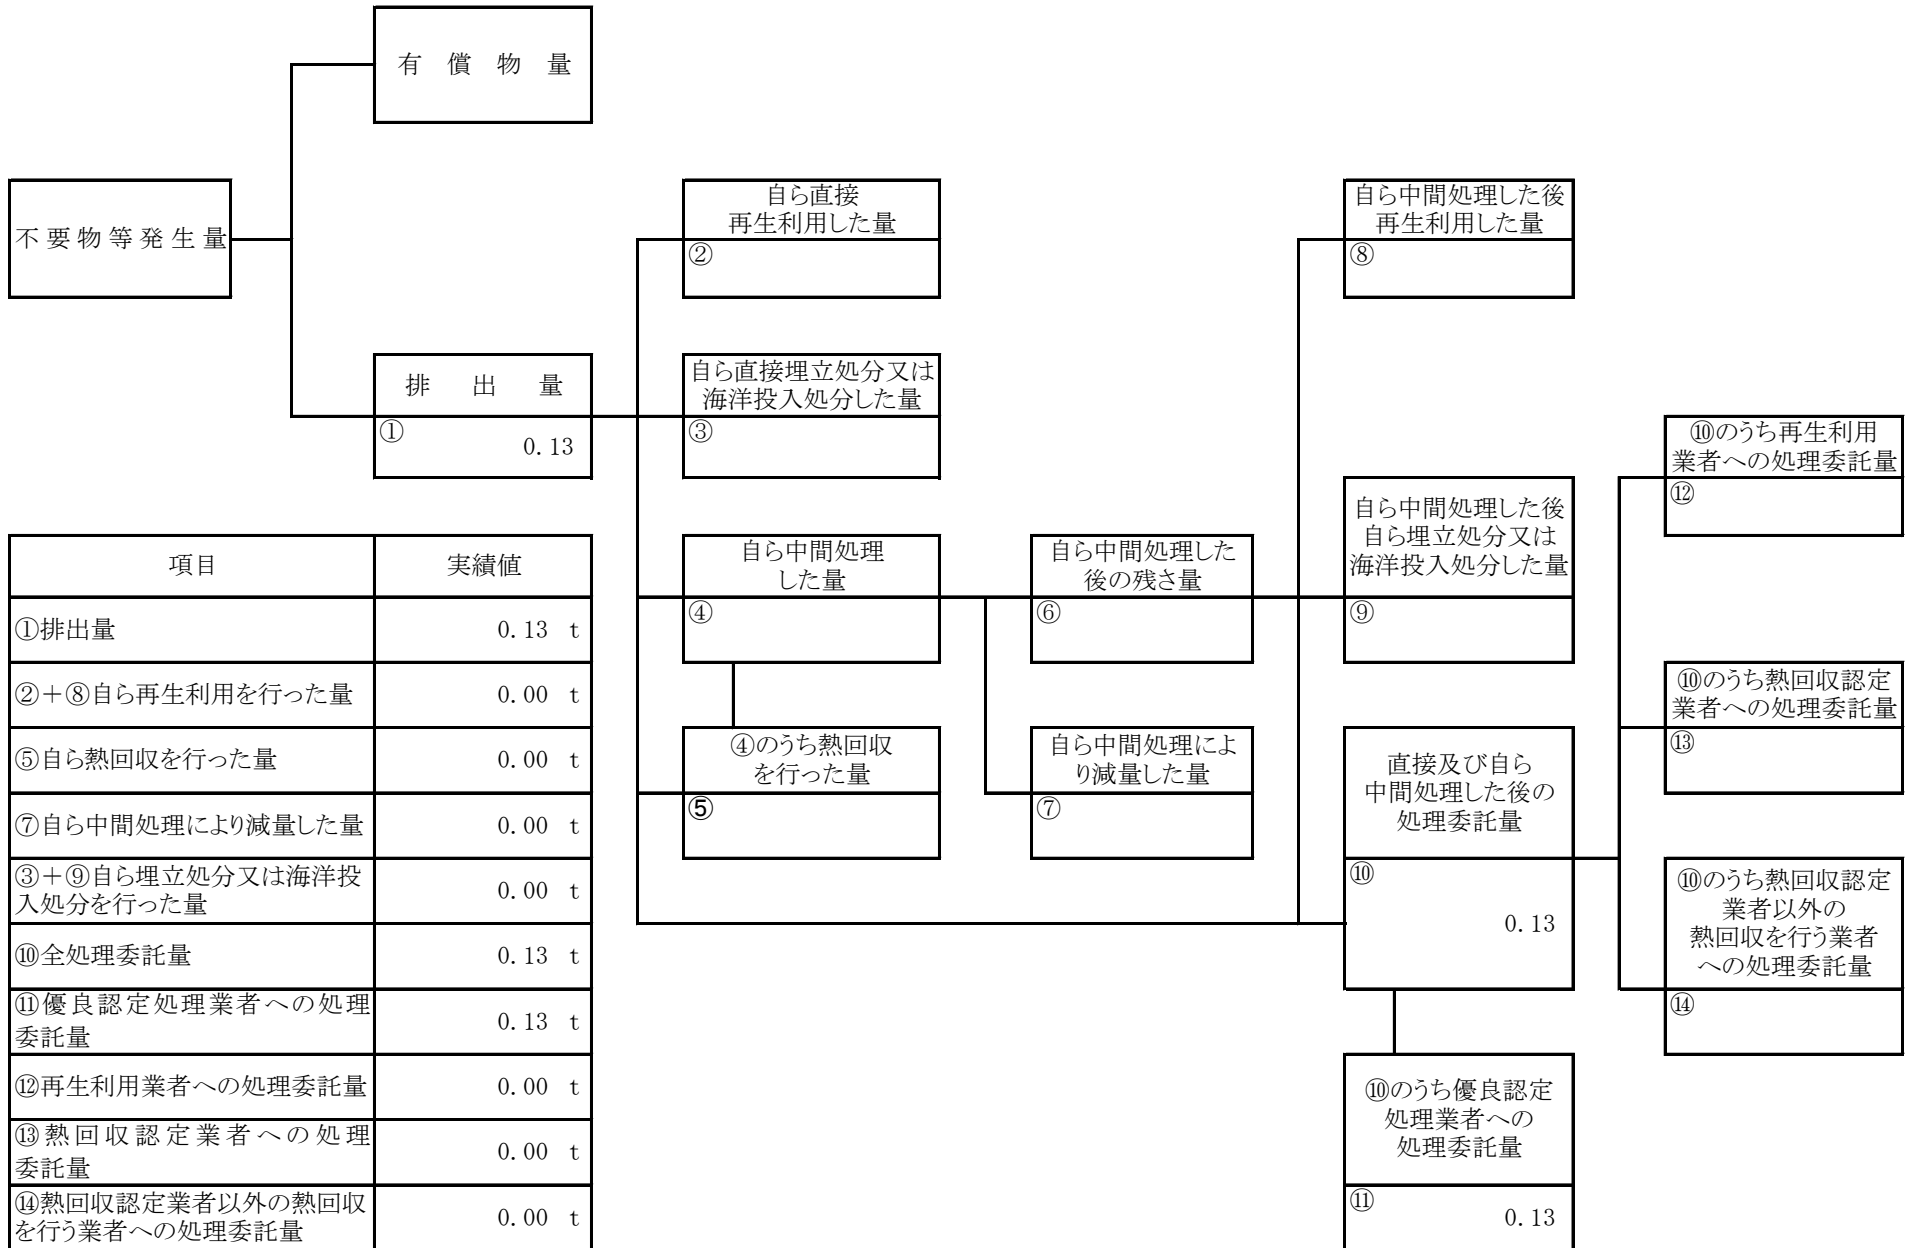 有償物量
不要物等発生量
自ら直接
再生利用した量
②
自ら中間処理した後
再生利用した量
⑧
排出量
①
0.13
自ら直接埋立処分又は
海洋投入処分した量
③
⑩のうち再生利用
業者への処理委託量
⑫
自ら中間処理
した量
④
自ら中間処理した
後の残さ量
⑥
自ら中間処理した後
自ら埋立処分又は
海洋投入処分した量
⑨
⑩のうち熱回収認定
業者への処理委託量
⑬
④のうち熱回収
を行った量
⑤
自ら中間処理によ
り減量した量
⑦
直接及び自ら
中間処理した後の
処理委託量
⑩
0.13
⑩のうち熱回収認定
業者以外の
熱回収を行う業者
への処理委託量
⑭
⑩のうち優良認定
処理業者への
処理委託量
⑪
0.13
項目 実績値
①排出量 0.13 t
②+⑧自ら再生利用を行った量 0.00 t
⑤自ら熱回収を行った量 0.00 t
⑦自ら中間処理により減量した量 0.00 t
③+⑨自ら埋立処分又は海洋投
入処分を行った量 0.00 t
⑩全処理委託量 0.13 t
⑪優良認定処理業者への処理
委託量 0.13 t
⑫再生利用業者への処理委託量 0.00 t
⑬熱回収認定業者への処理
委託量 0.00 t
⑭熱回収認定業者以外の熱回収
を行う業者への処理委託量 0.00 t